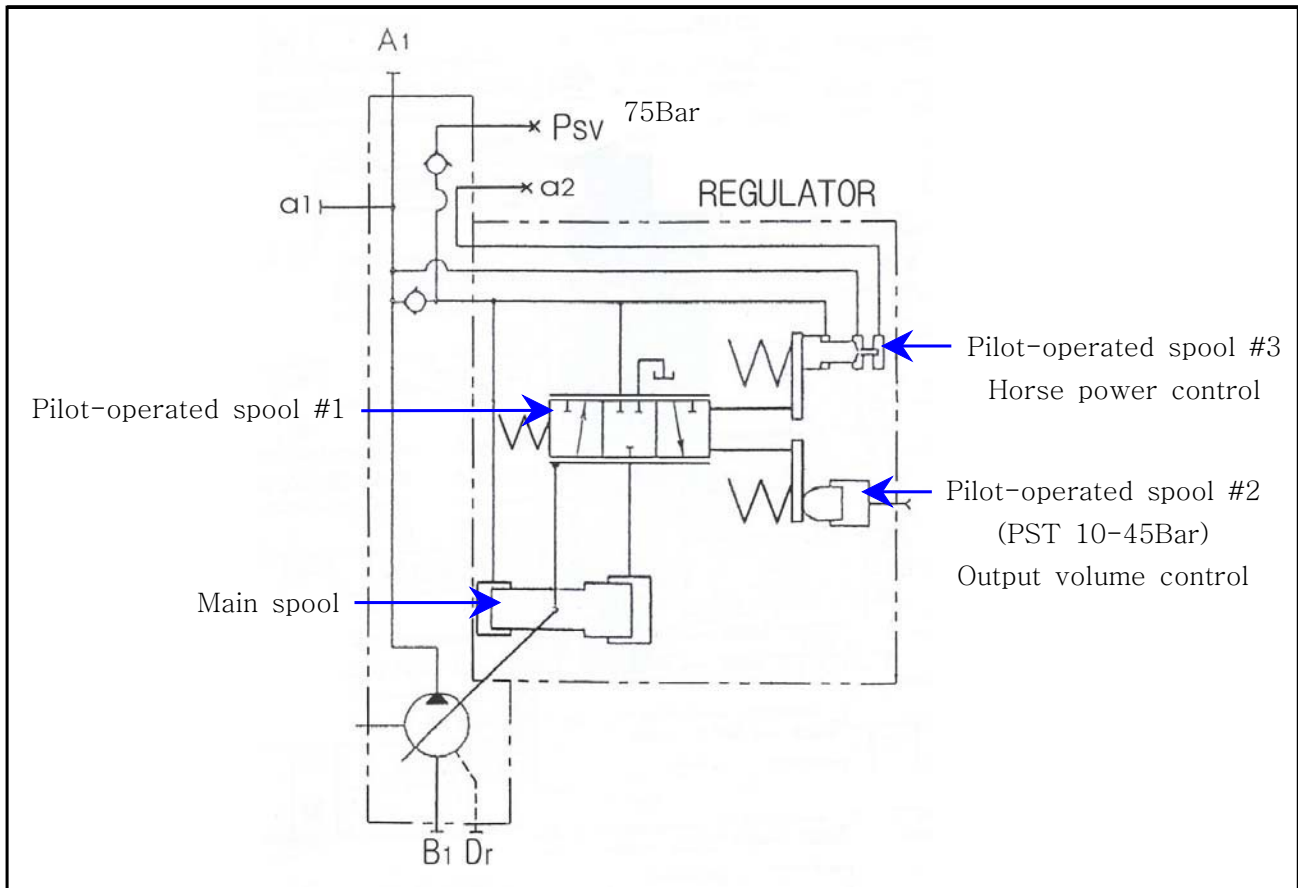 A1
75Bar
Psv
a2
a1
REGULATOR
Pilot-operated spool #3
Horse power control
Pilot-operated spool #1
Pilot-operated spool #2
(PST 10-45Bar)
Output volume control
Main spool
B1 Dr